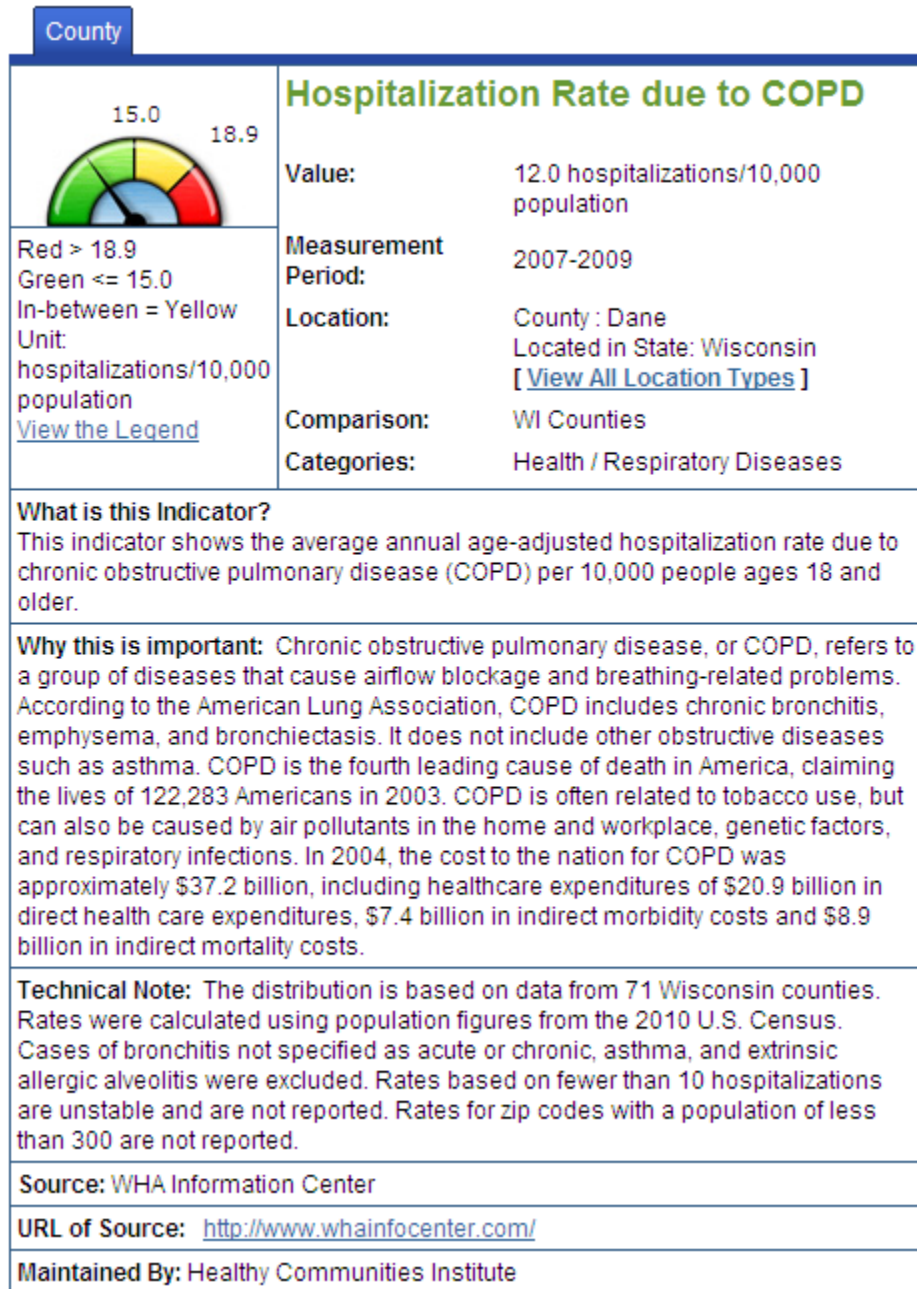 County
15.0
18.9
Red > 18.9
Green <= 15.0
In-between = Yellow
Unit:
hospitalizations/10,000
population
View the Legend
Hospitalization Rate due to COPD
Value: 12.0 hospitalizations/10,000
population
Measurement
Period: 2007-2009
Location: County : Dane
Located in State: Wisconsin
[ View All Location Types ]
Comparison: WI Counties
Categories: Health / Respiratory Diseases
What is this Indicator?
This indicator shows the average annual age-adjusted hospitalization rate due to
chronic obstructive pulmonary disease (COPD) per 10,000 people ages 18 and
older.
Why this is important: Chronic obstructive pulmonary disease, or COPD, refers to
a group of diseases that cause airflow blockage and breathing-related problems.
According to the American Lung Association, COPD includes chronic bronchitis,
emphysema, and bronchiectasis. It does not include other obstructive diseases
such as asthma. COPD is the fourth leading cause of death in America, claiming
the lives of 122,283 Americans in 2003. COPD is often related to tobacco use, but
can also be caused by air pollutants in the home and workplace, genetic factors,
and respiratory infections. In 2004, the cost to the nation for COPD was
approximately $37.2 billion, including healthcare expenditures of $20.9 billion in
direct health care expenditures, $7.4 billion in indirect morbidity costs and $8.9
billion in indirect mortality costs.
Technical Note: The distribution is based on data from 71 Wisconsin counties.
Rates were calculated using population figures from the 2010 U.S. Census.
Cases of bronchitis not specified as acute or chronic, asthma, and extrinsic
allergic alveolitis were excluded. Rates based on fewer than 10 hospitalizations
are unstable and are not reported. Rates for zip codes with a population of less
than 300 are not reported.
Source: WHA Information Center
URL of Source: http://www.whainfocenter.com/
Maintained By: Healthy Communities Institute